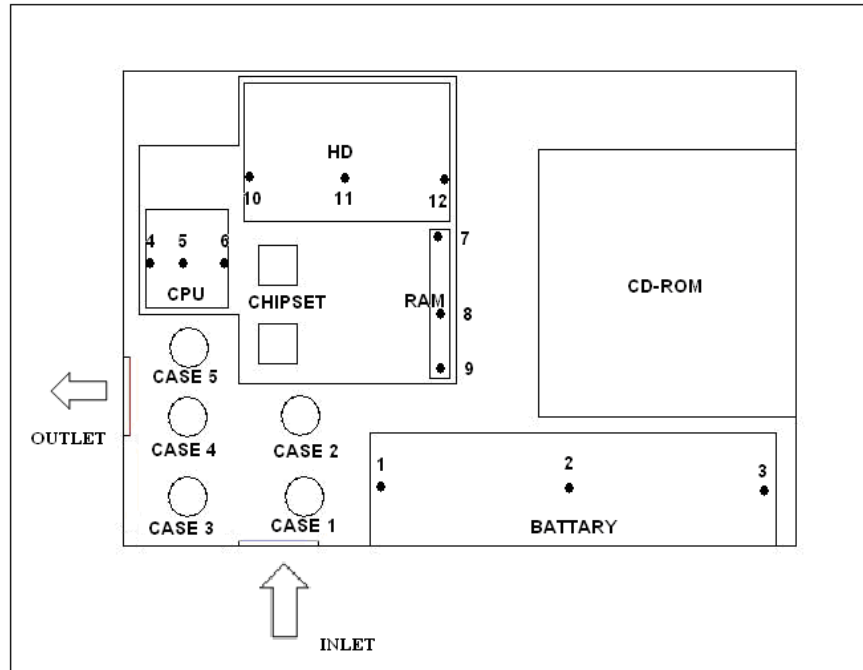 HD
10
11
12
4
5
6
7
CPU
CHIPSET
RAM
8
9
CD-ROM
CASE 5
OUTLET
CASE 4
CASE 2
1
2
3
CASE 3
CASE 1
BATTARY
INLET